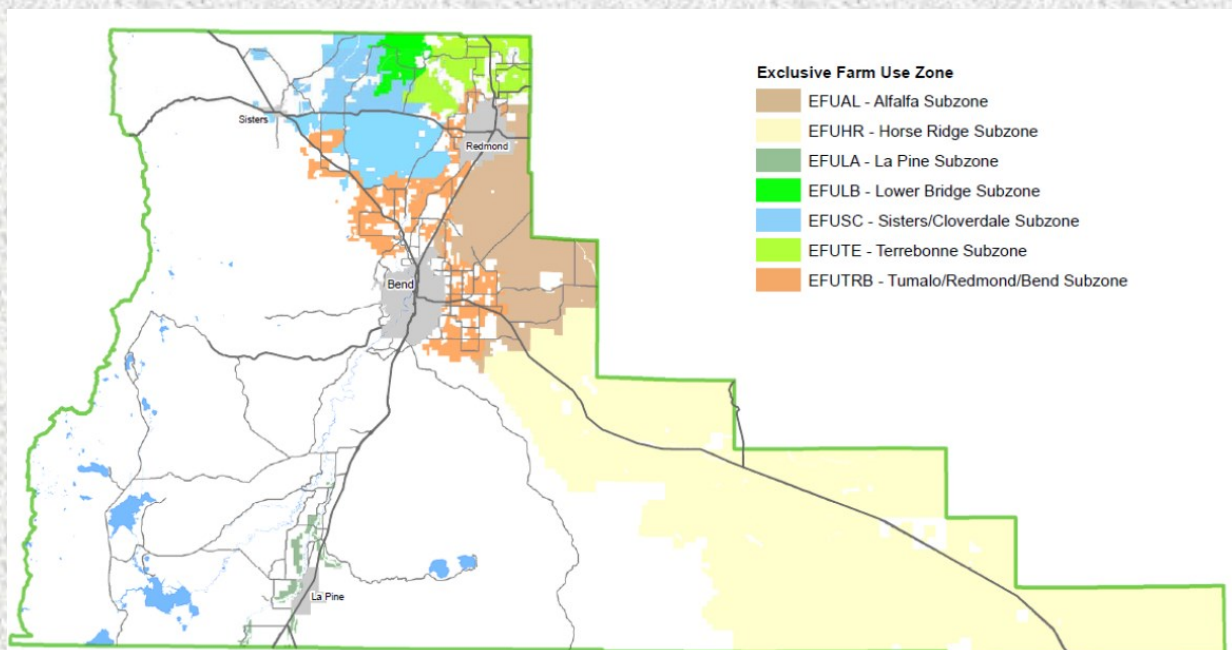 Exclusive Farm Use Zone
EFUAL - Alfalfa Subzone
EFUHR - Horse Ridge Subzone
EFULA - La Pine Subzone
EFULB - Lower Bridge Subzone
EFUSC - Sisters/Cloverdale Subzone
EFUTE - Terrebonne Subzone
EFUTRB - Tumalo/Redmond/Bend Subzone
Sisters
Redmond
Bend
La Pine